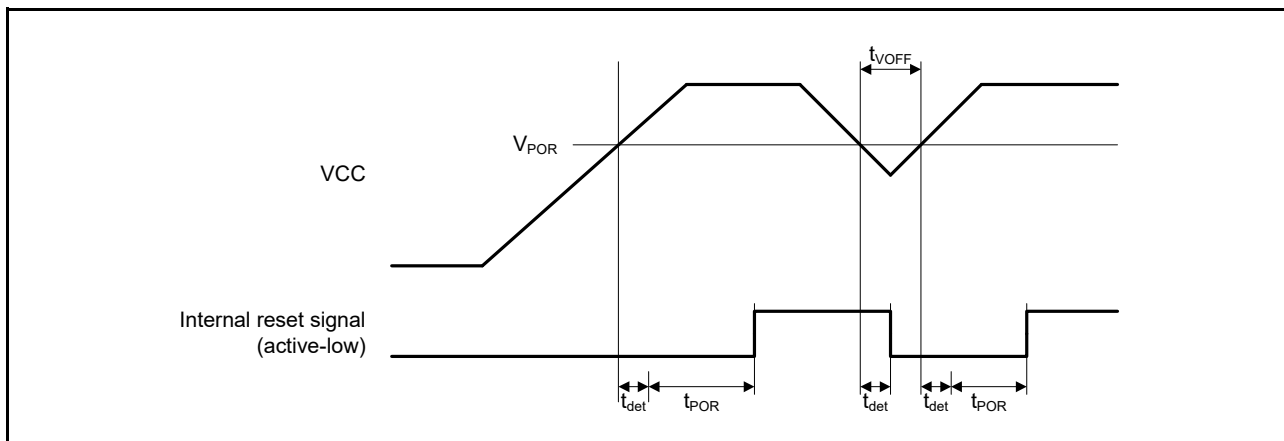 tVOFF
VPOR
VCC
Internal reset signal
(active-low)
tdet tPOR tdet tdet tPOR